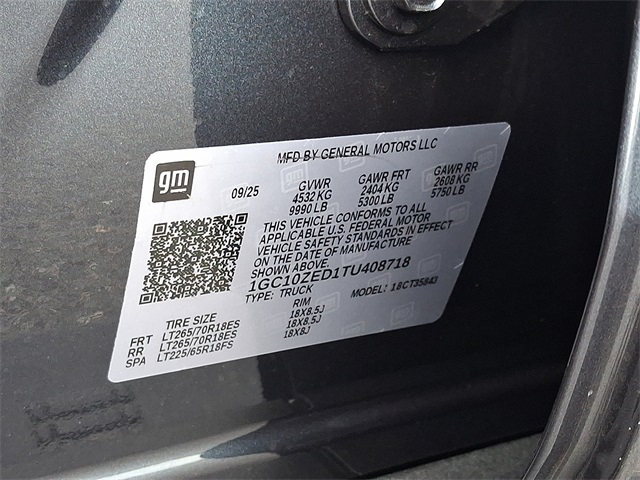 MFD BY GENERAL MOTORS LLC
gm
09/25 GVWR GAWR FRT GAWR RR
4532 KG 2404 KG 2608 KG
9990 LB 5300 LB 5750 LB
THIS VEHICLE CONFORMS TO ALL
APPLICABLE U.S. FEDERAL MOTOR
VEHICLE SAFETY STANDARDS IN EFFECT
ON THE DATE OF MANUFACTURE
SHOWN ABOVE.
1GC10ZED1TU408718
TYPE: TRUCK MODEL: 18CT35843
TIRE SIZE RIM
FRT LT265/70R18ES 18X8.5J
RR LT265/70R18ES 18X8.5J
SPA LT225/65R18FS 18X8J